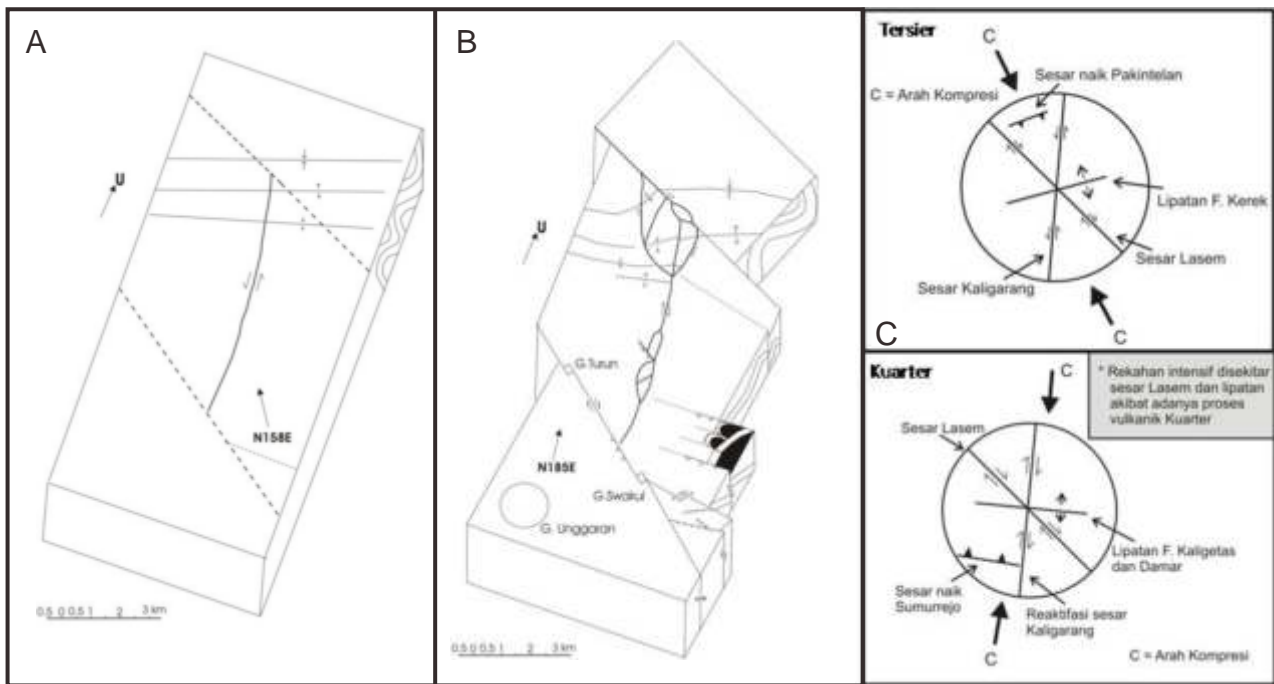 A
U
N158E
0.5 0 0.5 1 2 3 km
B
U
G.Turun
N185E
G.Swakul
G. Unggaran
0.5 0 0.5 1 2 3 km
C
Tersier
C
Sesar naik Pakintelan
C = Arah Kompresi
Lipatan F. Kerek
Sesar Lasem
Sesar Kaligarang
C
Kuarter
C
* Rekahan intensif disekitar
sesar Lasem dan lipatan
akibat adanya proses
vulkanik Kuarter
Sesar Lasem
Lipatan F. Kaligetas
dan Damar
Sesar naik
Sumurrejo
Reaktifasi sesar
Kaligarang
C
C = Arah Kompresi